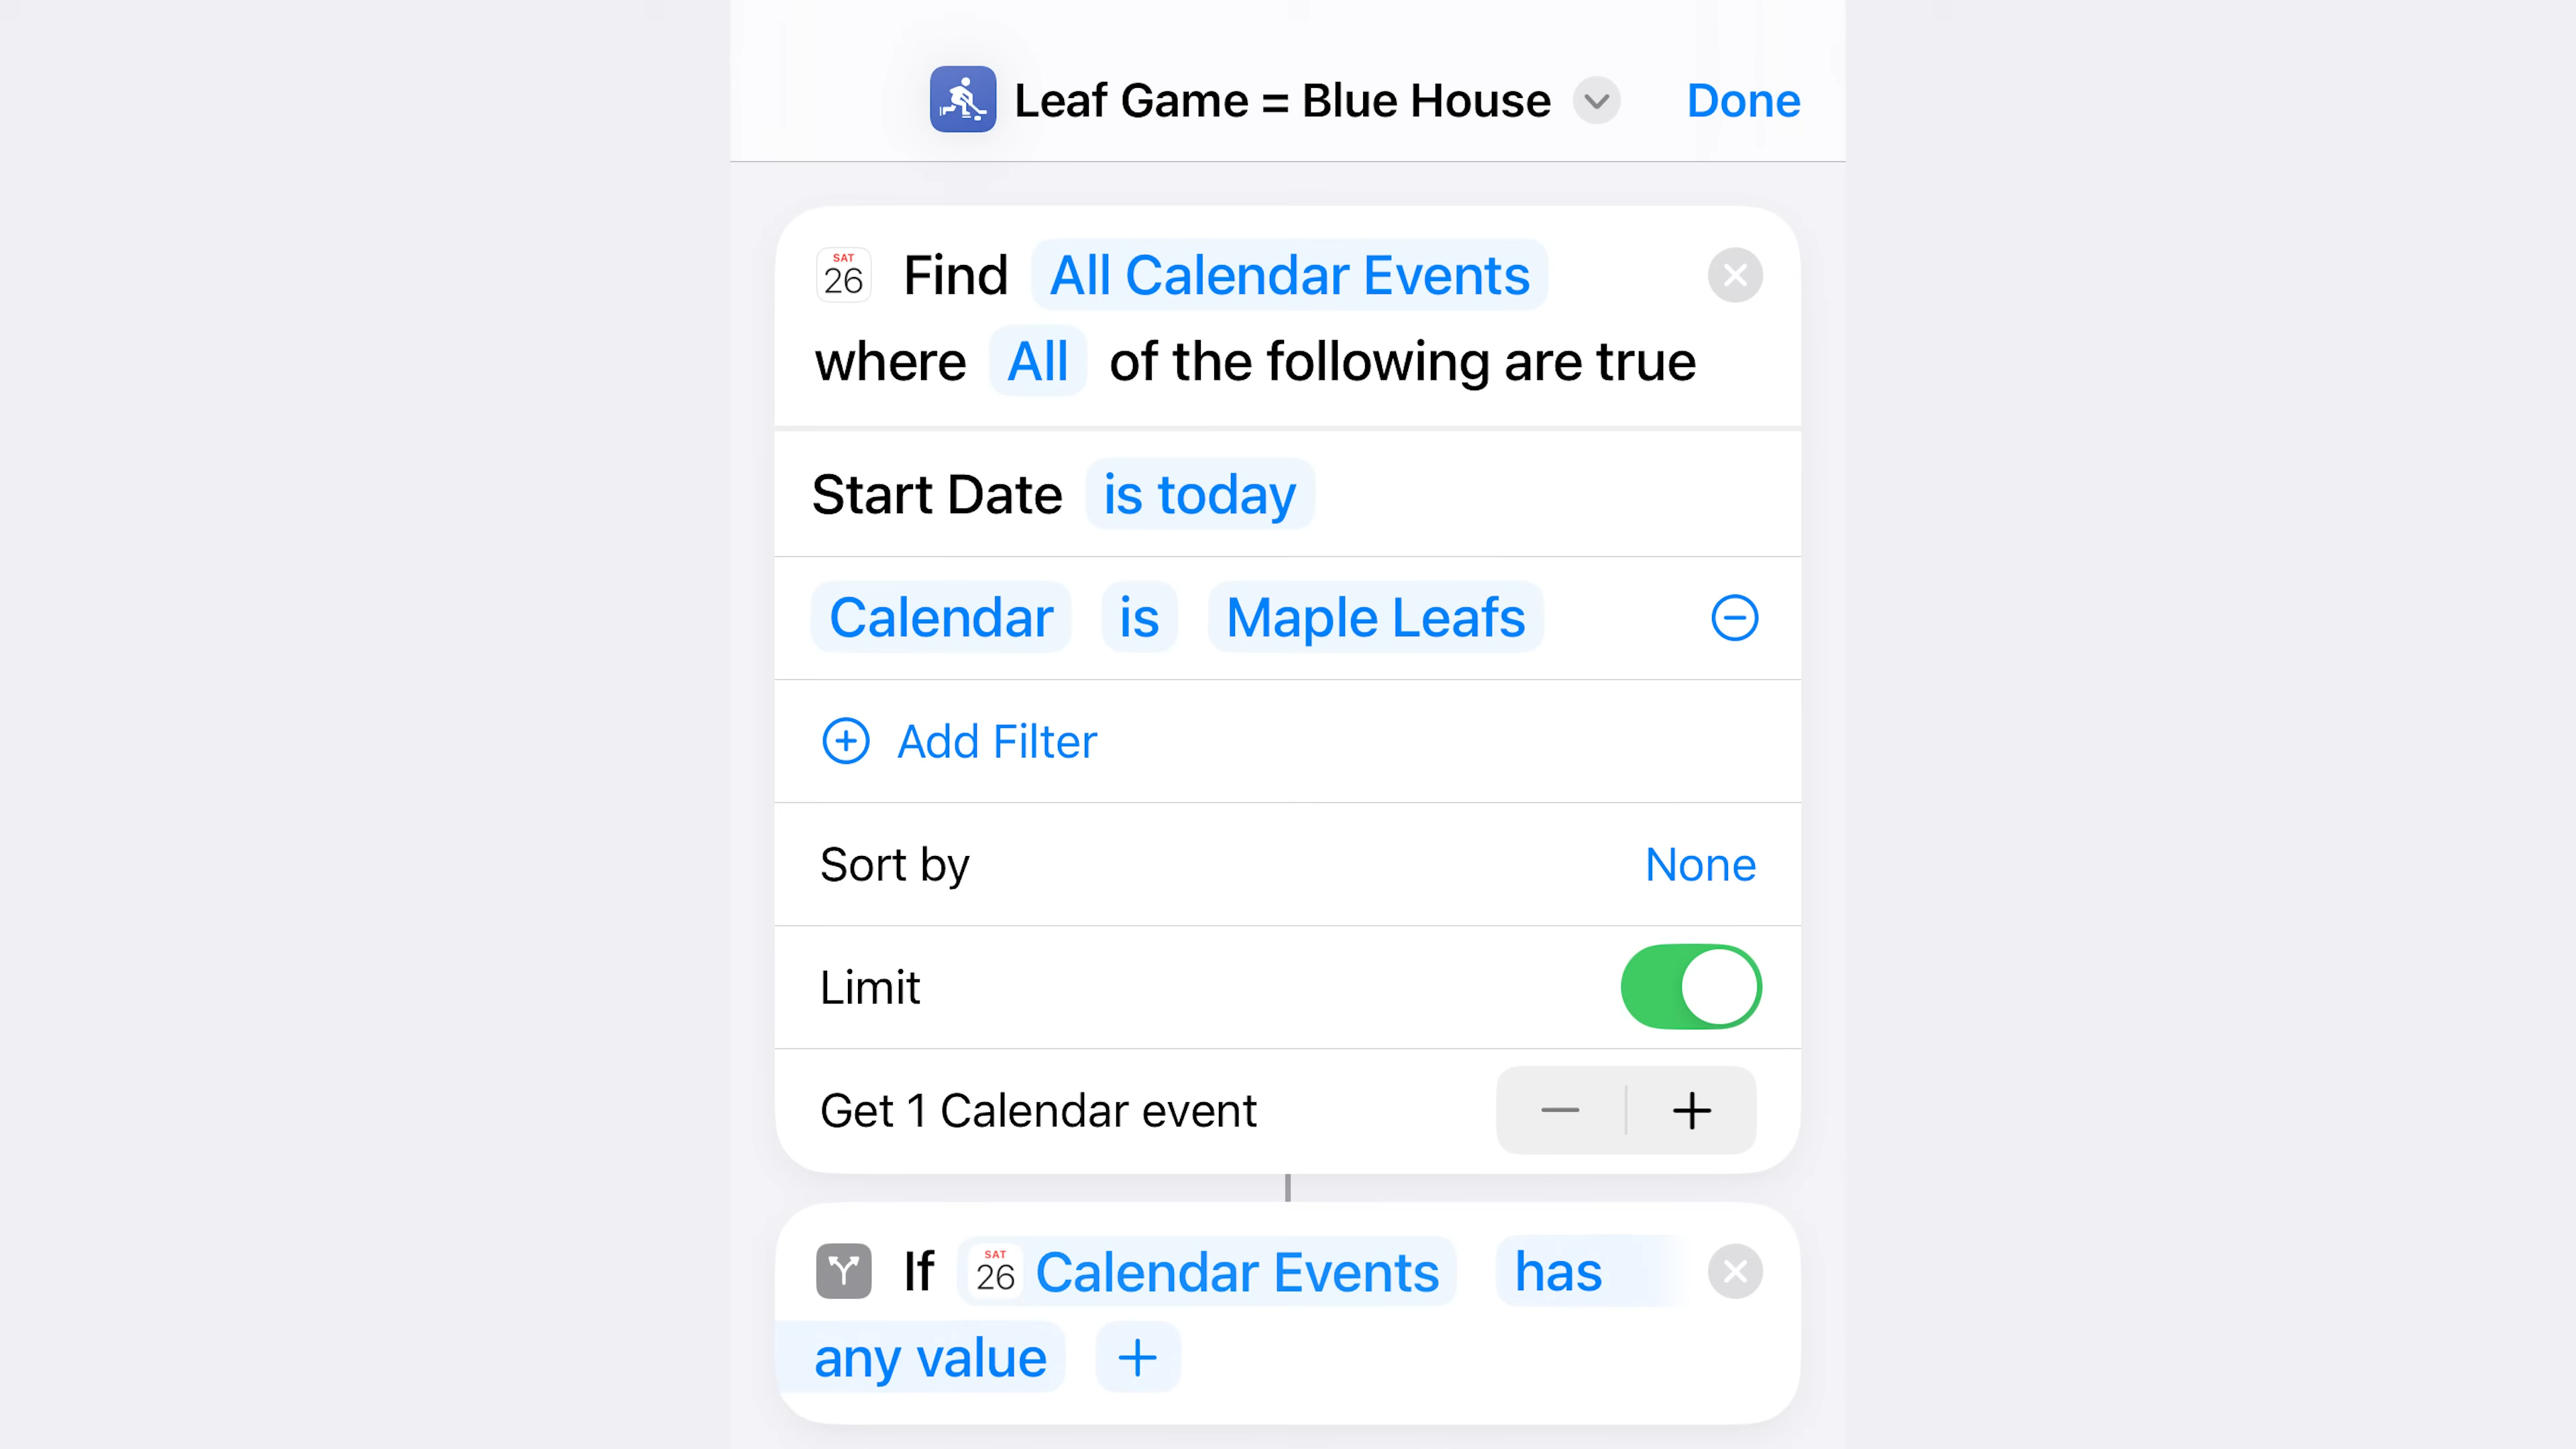 Leaf Game = Blue House
Done
SAT
26
Find All Calendar Events
where All of the following are true
Start Date is today
Calendar is Maple Leafs
Add Filter
Sort by None
Limit
Get 1 Calendar event
SAT
26
If Calendar Events has
any value